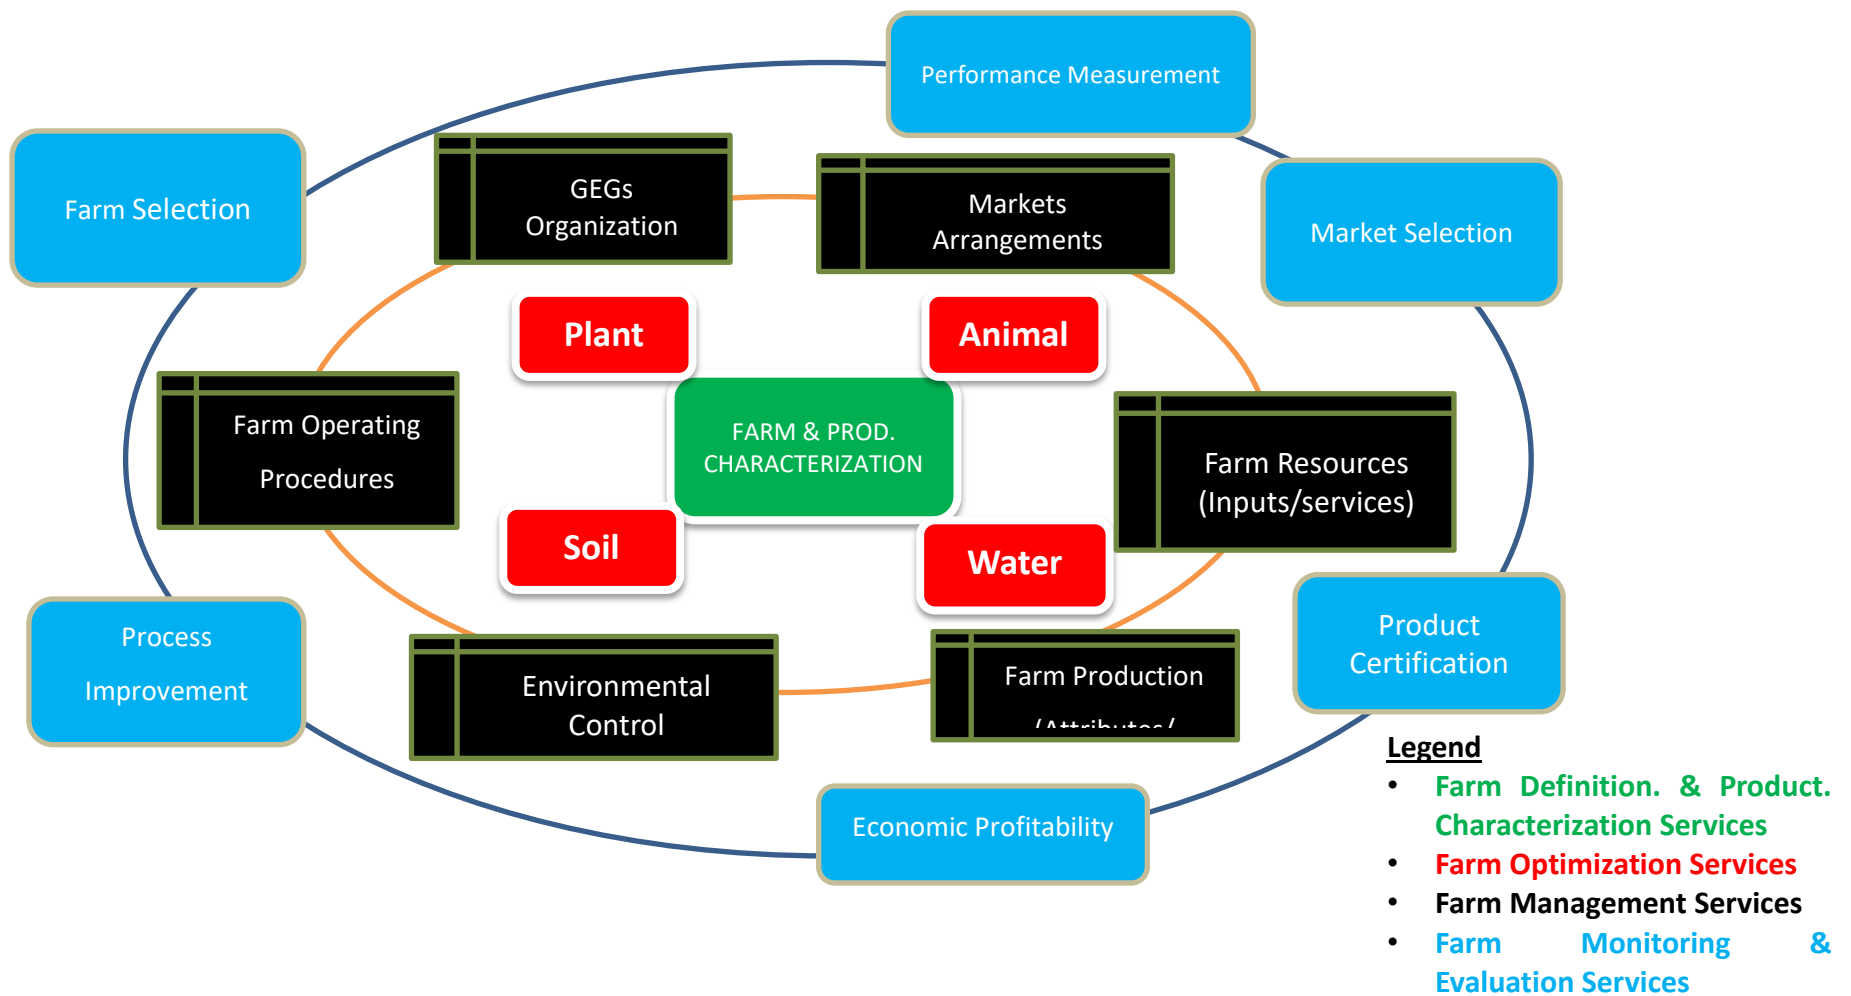 Performance Measurement
Farm Selection
GEGs
Organization
Markets
Arrangements
Market Selection
Plant
Animal
Farm Operating
Procedures
FARM & PROD.
CHARACTERIZATION
Farm Resources
(Inputs/services)
Soil
Water
Process
Improvement
Environmental
Control
Farm Production
(Attributes/
Product
Certification
Economic Profitability
Legend
• Farm Definition. & Product.
Characterization Services
• Farm Optimization Services
• Farm Management Services
• Farm Monitoring &
Evaluation Services